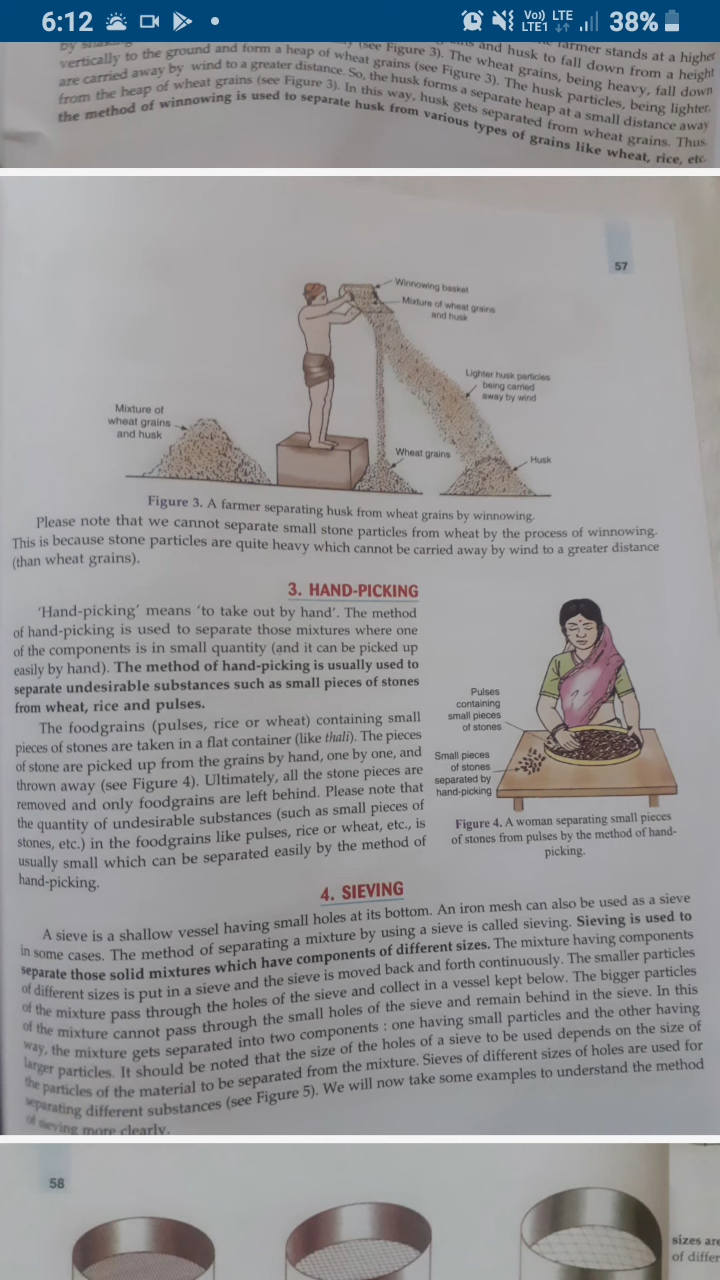 6:12
Vo)) LTE
LTE1
38%
farmer stands at a higher
and husk to fall down from a height
vertically to the ground and form a heap of wheat grains (see Figure 3). The wheat grains, being heavy, fall down
are carried away by wind to a greater distance. So, the husk forms a separate heap at a small distance away
from the heap of wheat grains (see Figure 3). In this way, husk gets separated from wheat grains. Thus,
the method of winnowing is used to separate husk from various types of grains like wheat, rice, etc.
57
Winnowing basket
Mixture of wheat grains
and husk
Lighter husk particles
being carried
away by wind
Mixture of
wheat grains
and husk
Wheat grains
Husk
Figure 3. A farmer separating husk from wheat grains by winnowing.
Please note that we cannot separate small stone particles from wheat by the process of winnowing.
This is because stone particles are quite heavy which cannot be carried away by wind to a greater distance
(than wheat grains).
3. HAND-PICKING
'Hand-picking' means 'to take out by hand'. The method
of hand-picking is used to separate those mixtures where one
of the components is in small quantity (and it can be picked up
easily by hand). The method of hand-picking is usually used to
separate undesirable substances such as small pieces of stones
from wheat, rice and pulses.
The foodgrains (pulses, rice or wheat) containing small
pieces of stones are taken in a flat container (like thali). The pieces
of stone are picked up from the grains by hand, one by one, and
thrown away (see Figure 4). Ultimately, all the stone pieces are
removed and only foodgrains are left behind. Please note that
the quantity of undesirable substances (such as small pieces of
stones, etc.) in the foodgrains like pulses, rice or wheat, etc., is
usually small which can be separated easily by the method of
hand-picking.
Pulses
containing
small pieces
of stones
Small pieces
of stones
separated by
hand-picking
Figure 4. A woman separating small pieces
of stones from pulses by the method of hand-
picking.
4. SIEVING
A sieve is a shallow vessel having small holes at its bottom. An iron mesh can also be used as a sieve
in some cases. The method of separating a mixture by using a sieve is called sieving. Sieving is used to
separate those solid mixtures which have components of different sizes. The mixture having components
of different sizes is put in a sieve and the sieve is moved back and forth continuously. The smaller particles
of the mixture pass through the holes of the sieve and collect in a vessel kept below. The bigger particles
of the mixture cannot pass through the small holes of the sieve and remain behind in the sieve. In this
way, the mixture gets separated into two components : one having small particles and the other having
larger particles. It should be noted that the size of the holes of a sieve to be used depends on the size of
the particles of the material to be separated from the mixture. Sieves of different sizes of holes are used for
separating different substances (see Figure 5). We will now take some examples to understand the method
of sieving more clearly.
58
sizes are
of differ